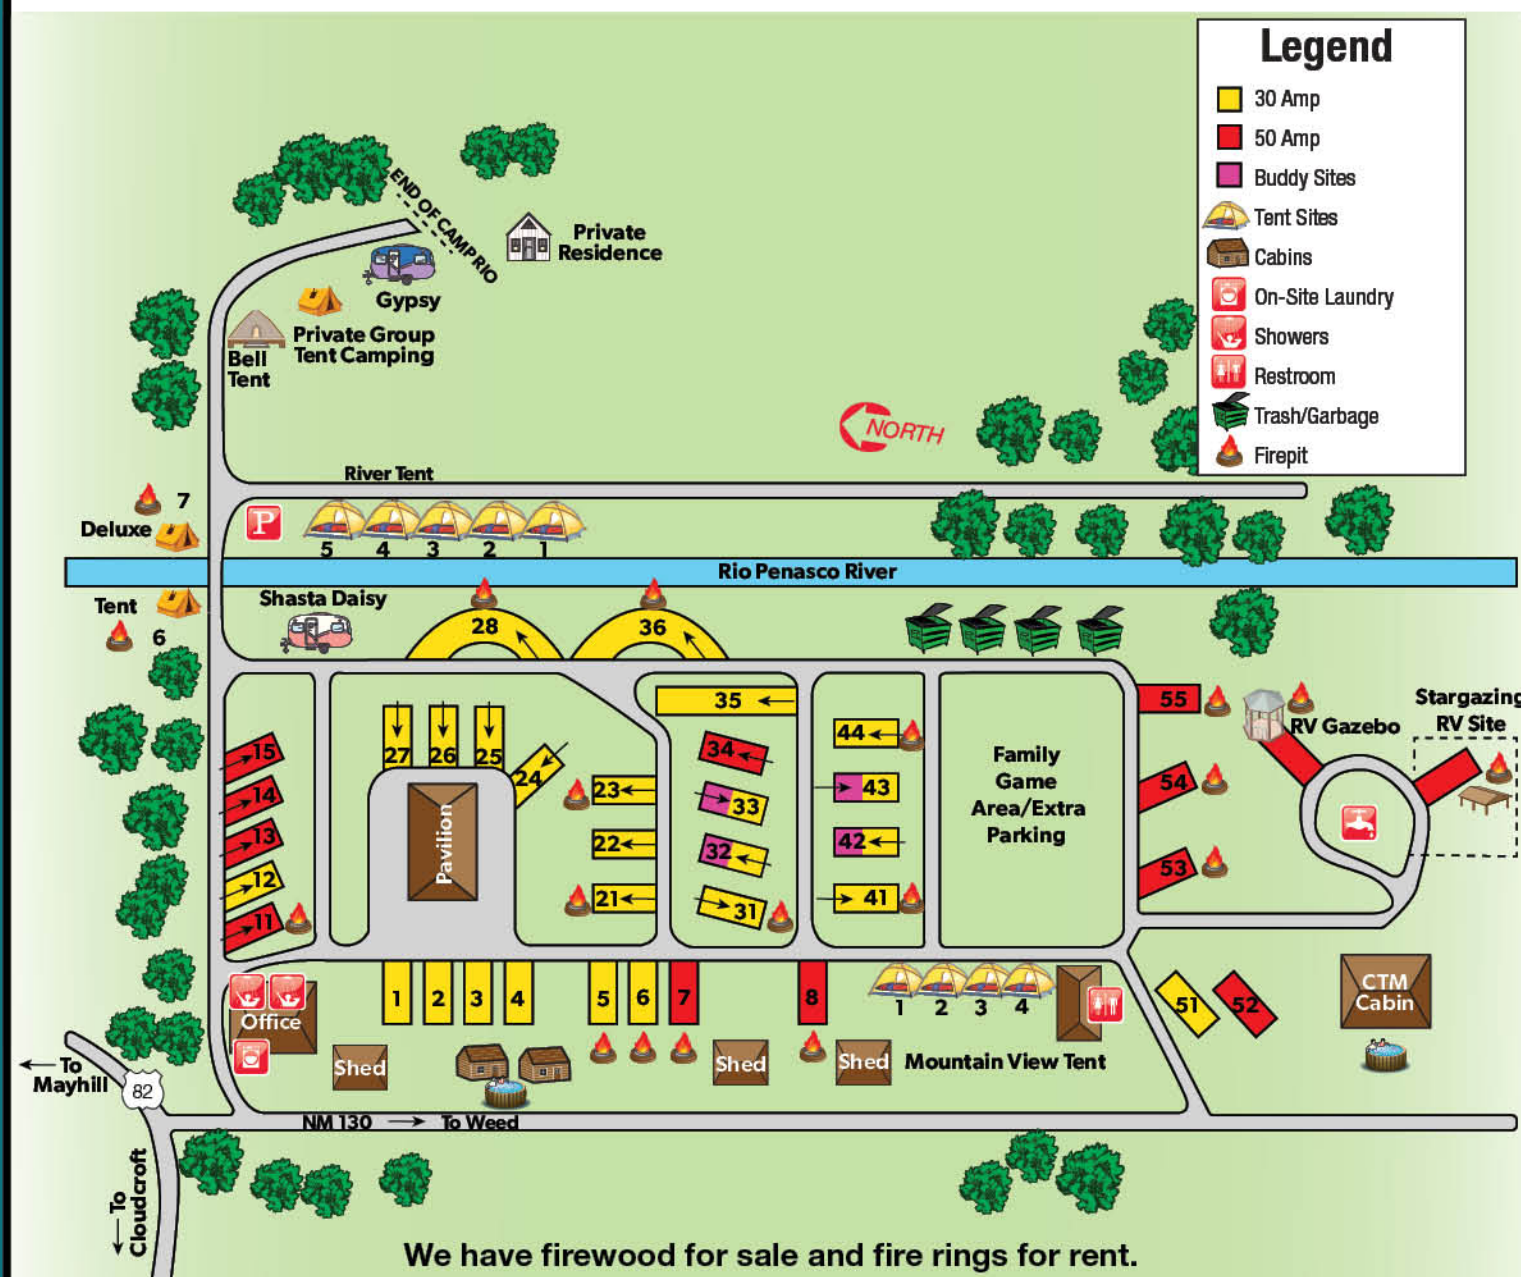 Legend
30 Amp
50 Amp
Buddy Sites
Tent Sites
Cabins
On-Site Laundry
Showers
Restroom
Trash/Garbage
Firepit
END OF CAMP RIO
Private
Residence
Gypsy
Private Group
Tent Camping
Bell
Tent
NORTH
River Tent
7
Deluxe
P
5 4 3 2 1
Rio Penasco River
Tent
6
Shasta Daisy
28
36
35
27 26 25
24
23
22
21
15
14
13
12
11
Pavilion
34
33
32
31
44
43
42
41
Family
Game
Area/Extra
Parking
55
54
53
RV Gazebo
Stargazing
RV Site
Office
1 2 3 4 5 6 7 8
1 2 3 4
51 52
CTM
Cabin
Shed
Shed
Shed
Mountain View Tent
To
Mayhill
82
NM 130
To Weed
To
Cloudcroft
We have firewood for sale and fire rings for rent.